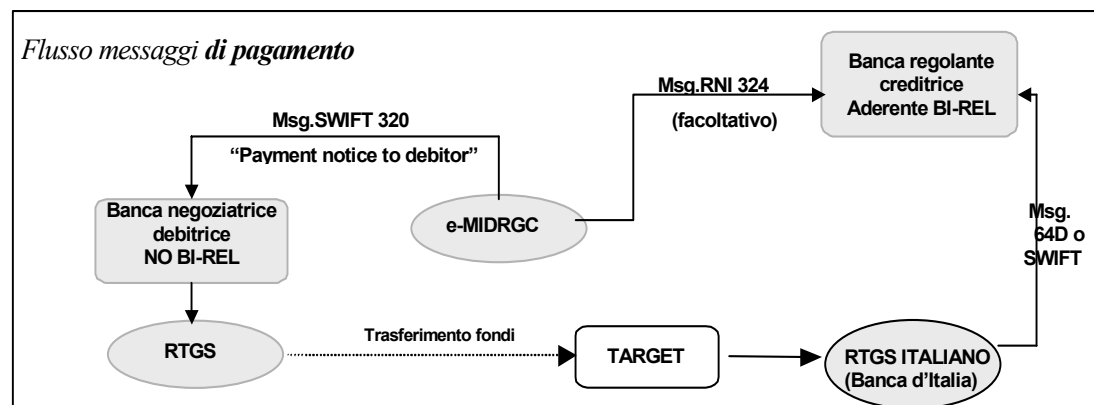 Flusso messaggi di pagamento
Banca regolante
creditrice
Aderente BI-REL
Msg.RNI 324
(facoltativo)
Msg.SWIFT 320
“Payment notice to debitor”
Banca negoziatrice
debitrice
NO BI-REL
e-MIDRGC
Msg.
64D o
SWIFT
RTGS
Trasferimento fondi
TARGET
RTGS ITALIANO
(Banca d’Italia)